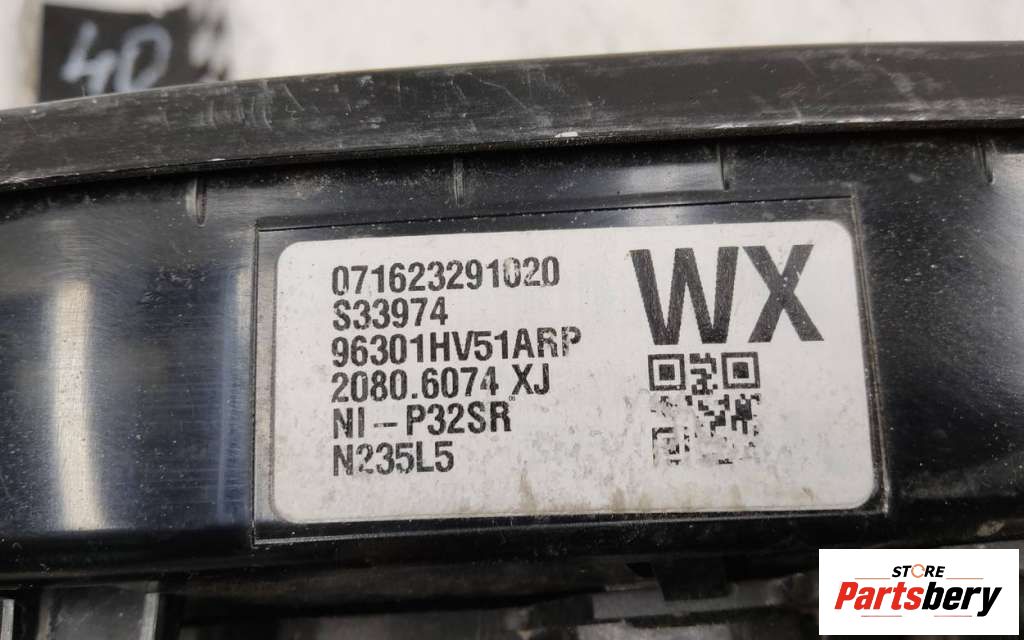 40
071623291020
S33974
96301HV51ARP
2080.6074 XJ
NI-P32SR
N235L5
WX
STORE
Partsbery